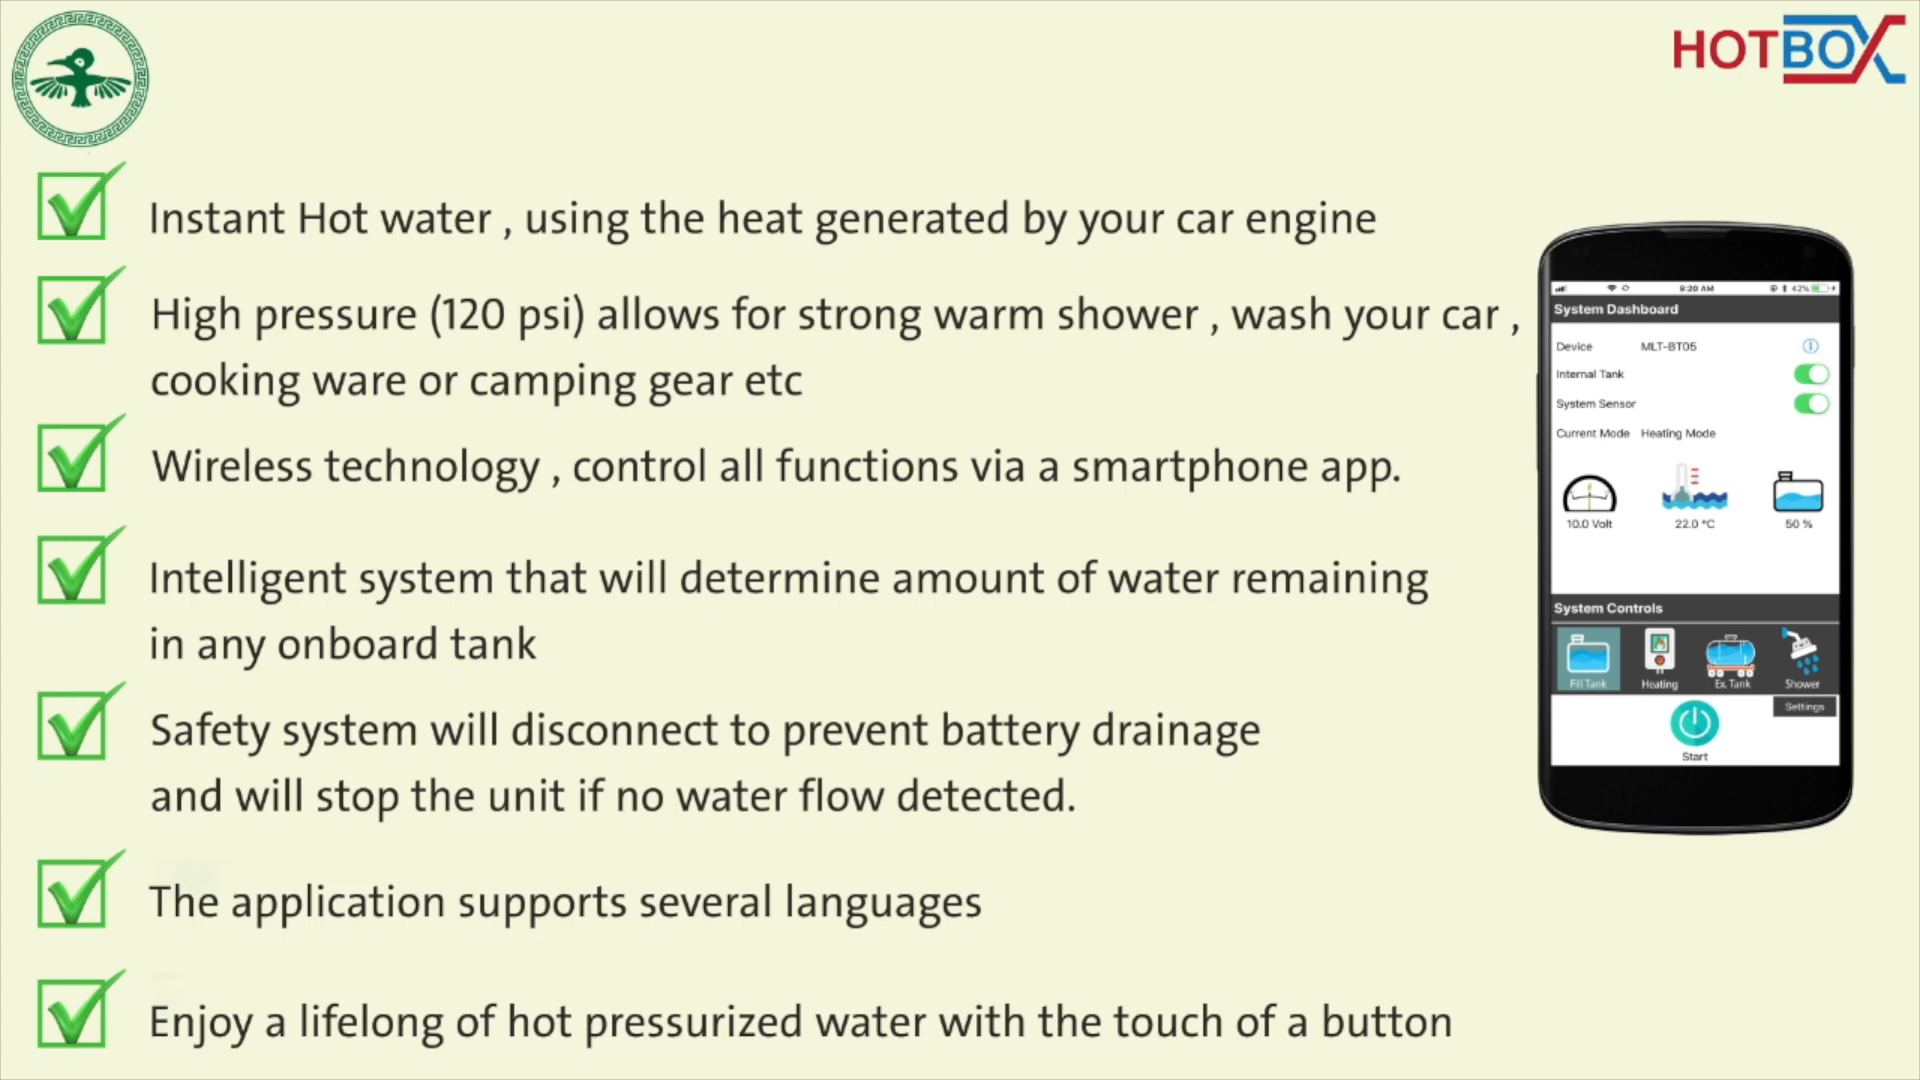 HOTBOX
Instant Hot water , using the heat generated by your car engine
High pressure (120 psi) allows for strong warm shower , wash your car ,
cooking ware or camping gear etc
Wireless technology , control all functions via a smartphone app.
Intelligent system that will determine amount of water remaining
in any onboard tank
Safety system will disconnect to prevent battery drainage
and will stop the unit if no water flow detected.
The application supports several languages
Enjoy a lifelong of hot pressurized water with the touch of a button
9:20 AM 42%
System Dashboard
Device MLT-BT05
Internal Tank
System Sensor
Current Mode Heating Mode
10.0 Volt 22.0 °C 50 %
System Controls
Fill Tank Heating Ex. Tank Shower
Settings
Start